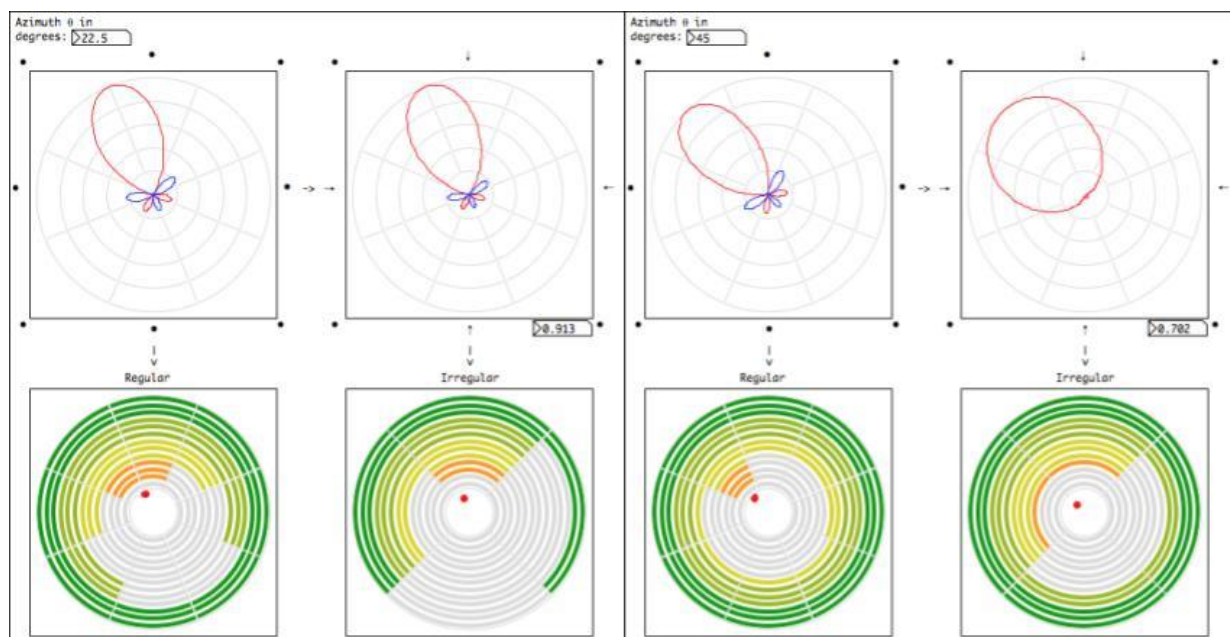 Azimuth θ in
degrees: 22.5
0.913
Regular
Irregular
Azimuth θ in
degrees: 45
0.702
Regular
Irregular